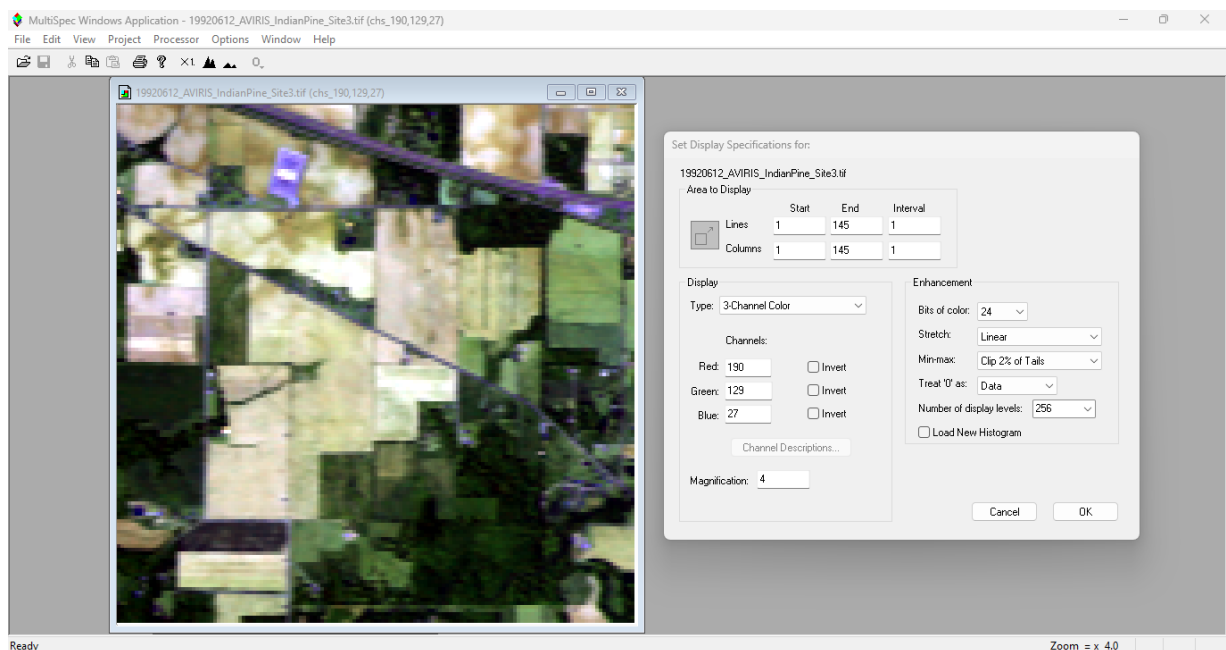 MultiSpec Windows Application - 19920612_AVIRIS_IndianPine_Site3.tif (chs_190,129,27)
File Edit View Project Processor Options Window Help
×1
0.
19920612_AVIRIS_IndianPine_Site3.tif (chs_190,129,27)
Set Display Specifications for:
19920612_AVIRIS_IndianPine_Site3.tif
Area to Display
Start End Interval
Lines 1 145 1
Columns 1 145 1
Display
Type: 3-Channel Color
Channels:
Red: 190 Invert
Green: 129 Invert
Blue: 27 Invert
Channel Descriptions...
Magnification: 4
Enhancement
Bits of color: 24
Stretch: Linear
Min-max: Clip 2% of Tails
Treat '0' as: Data
Number of display levels: 256
Load New Histogram
Cancel OK
Ready Zoom = x 4.0